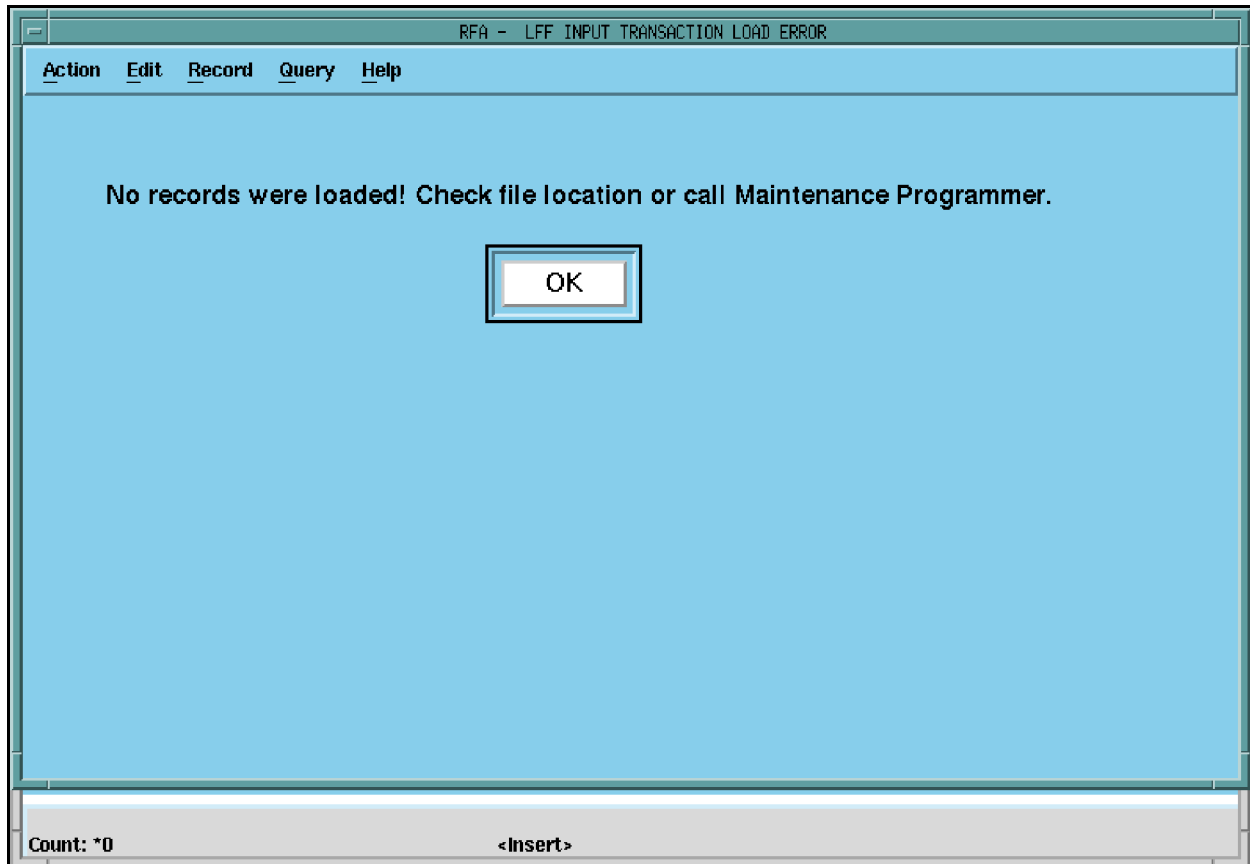 RFA - LFF INPUT TRANSACTION LOAD ERROR
Action Edit Record Query Help
No records were loaded! Check file location or call Maintenance Programmer.
OK
Count: *0 <Insert>